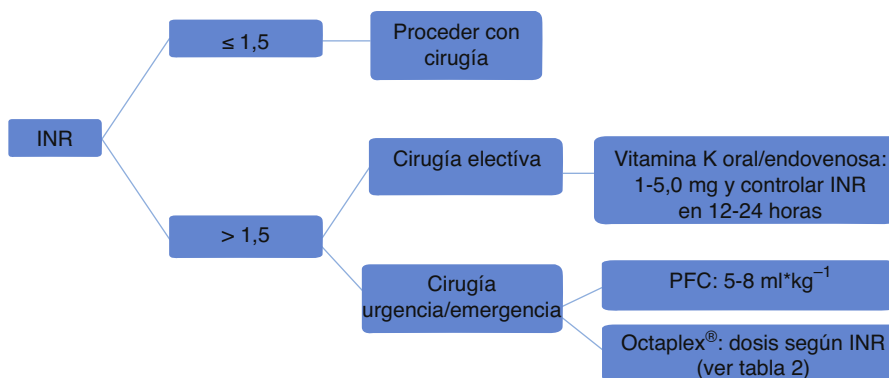 INR
≤ 1,5
Proceder con
cirugía
> 1,5
Cirugía electíva
Vitamina K oral/endovenosa:
1-5,0 mg y controlar INR
en 12-24 horas
Cirugía
urgencia/emergencia
PFC: 5-8 ml*kg⁻¹
Octaplex®: dosis según INR
(ver tabla 2)